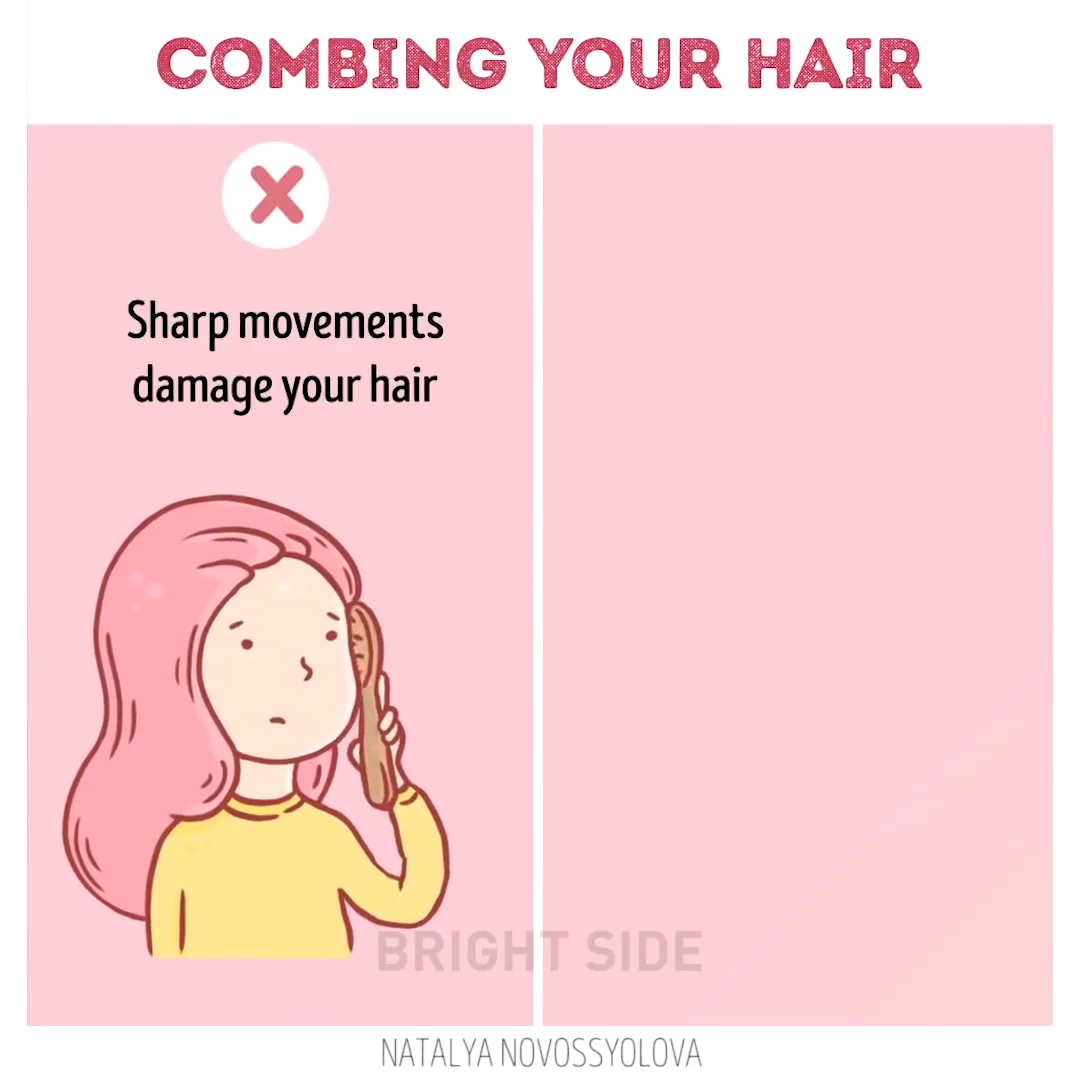 COMBING YOUR HAIR
Sharp movements
damage your hair
BRIGHT SIDE
NATALYA NOVOSSYOLOVA